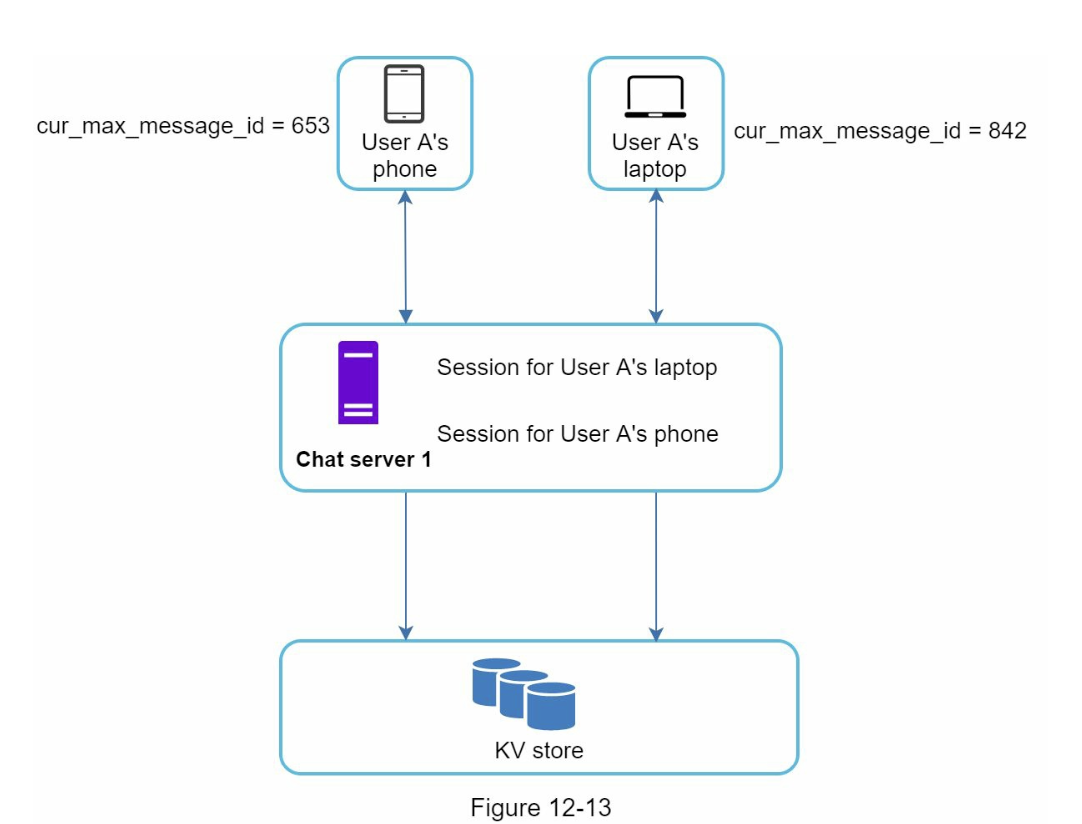 cur_max_message_id = 653
User A's
phone
User A's
laptop
cur_max_message_id = 842
Session for User A's laptop
Session for User A's phone
Chat server 1
KV store
Figure 12-13